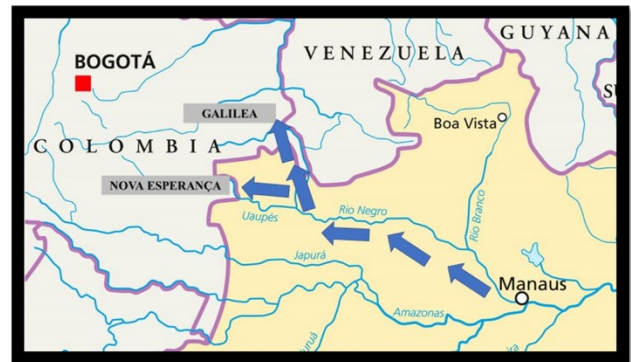 GUYANA
VENEZUELA
BOGOTÁ
GALILEA
Boa Vista
COLOMBIA
NOVA ESPERANÇA
Uaupés
Rio Negro
Rio Branco
Japurá
Manaus
Amazonas